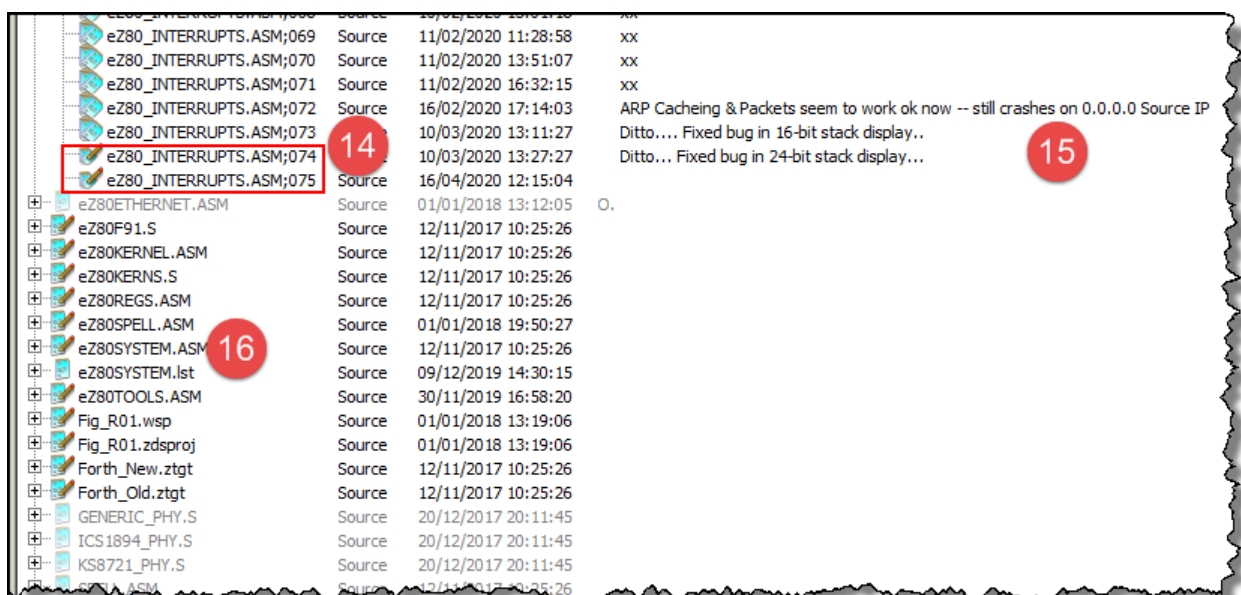 eZ80_INTERRUPTS.ASM;069 Source 11/02/2020 11:28:58 xx
eZ80_INTERRUPTS.ASM;070 Source 11/02/2020 13:51:07 xx
eZ80_INTERRUPTS.ASM;071 Source 11/02/2020 16:32:15 xx
eZ80_INTERRUPTS.ASM;072 Source 16/02/2020 17:14:03 ARP Cacheing & Packets seem to work ok now -- still crashes on 0.0.0.0 Source IP
eZ80_INTERRUPTS.ASM;073 10/03/2020 13:11:27 Ditto.... Fixed bug in 16-bit stack display..
14
15
eZ80_INTERRUPTS.ASM;074 10/03/2020 13:27:27 Ditto... Fixed bug in 24-bit stack display...
eZ80_INTERRUPTS.ASM;075 Source 16/04/2020 12:15:04
eZ80ETHERNET.ASM Source 01/01/2018 13:12:05 O.
eZ80F91.S Source 12/11/2017 10:25:26
eZ80KERNEL.ASM Source 12/11/2017 10:25:26
eZ80KERNS.S Source 12/11/2017 10:25:26
eZ80REGS.ASM Source 12/11/2017 10:25:26
eZ80SPELL.ASM Source 01/01/2018 19:50:27
eZ80SYSTEM.ASM Source 12/11/2017 10:25:26
16
eZ80SYSTEM.lst Source 09/12/2019 14:30:15
eZ80TOOLS.ASM Source 30/11/2019 16:58:20
Fig_R01.wsp Source 01/01/2018 13:19:06
Fig_R01.zdsproj Source 01/01/2018 13:19:06
Forth_New.ztgt Source 12/11/2017 10:25:26
Forth_Old.ztgt Source 12/11/2017 10:25:26
GENERIC_PHY.S Source 20/12/2017 20:11:45
ICS1894_PHY.S Source 20/12/2017 20:11:45
KS8721_PHY.S Source 20/12/2017 20:11:45